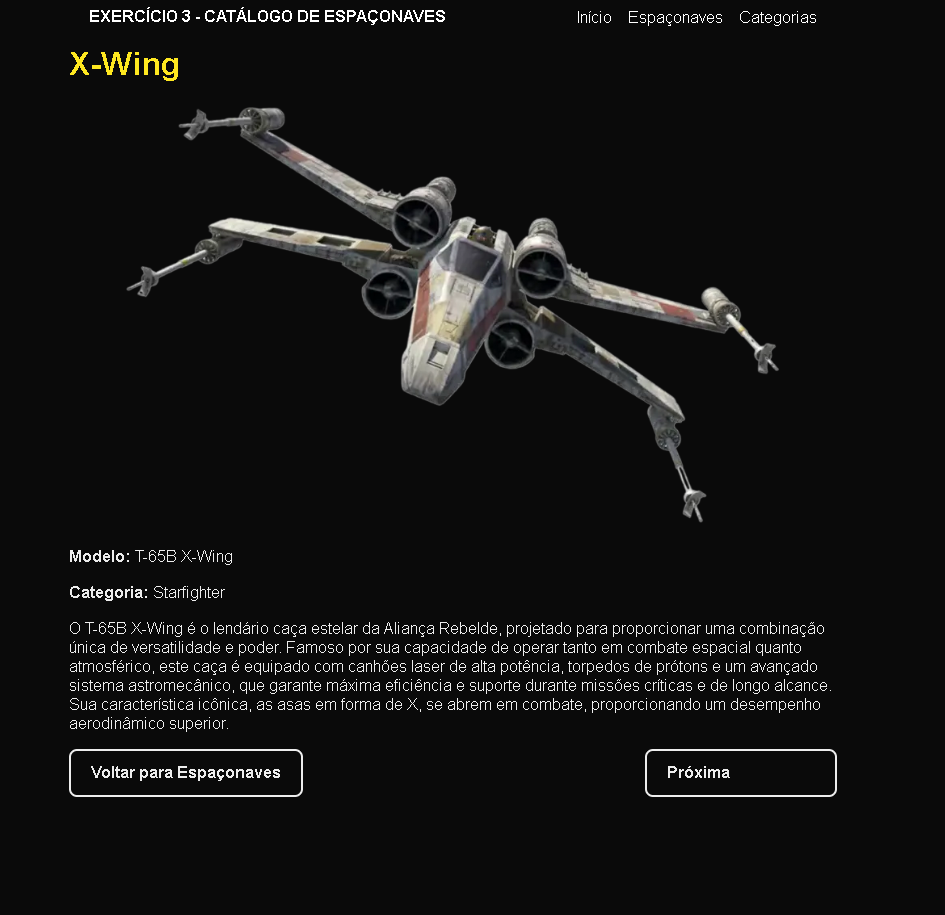 EXERCÍCIO 3 - CATÁLOGO DE ESPAÇONAVES
Início Espaçonaves Categorias
X-Wing
Modelo: T-65B X-Wing
Categoria: Starfighter
O T-65B X-Wing é o lendário caça estelar da Aliança Rebelde, projetado para proporcionar uma combinação
única de versatilidade e poder. Famoso por sua capacidade de operar tanto em combate espacial quanto
atmosférico, este caça é equipado com canhões laser de alta potência, torpedos de prótons e um avançado
sistema astromecânico, que garante máxima eficiência e suporte durante missões críticas e de longo alcance.
Sua característica icônica, as asas em forma de X, se abrem em combate, proporcionando um desempenho
aerodinâmico superior.
Voltar para Espaçonaves
Próxima